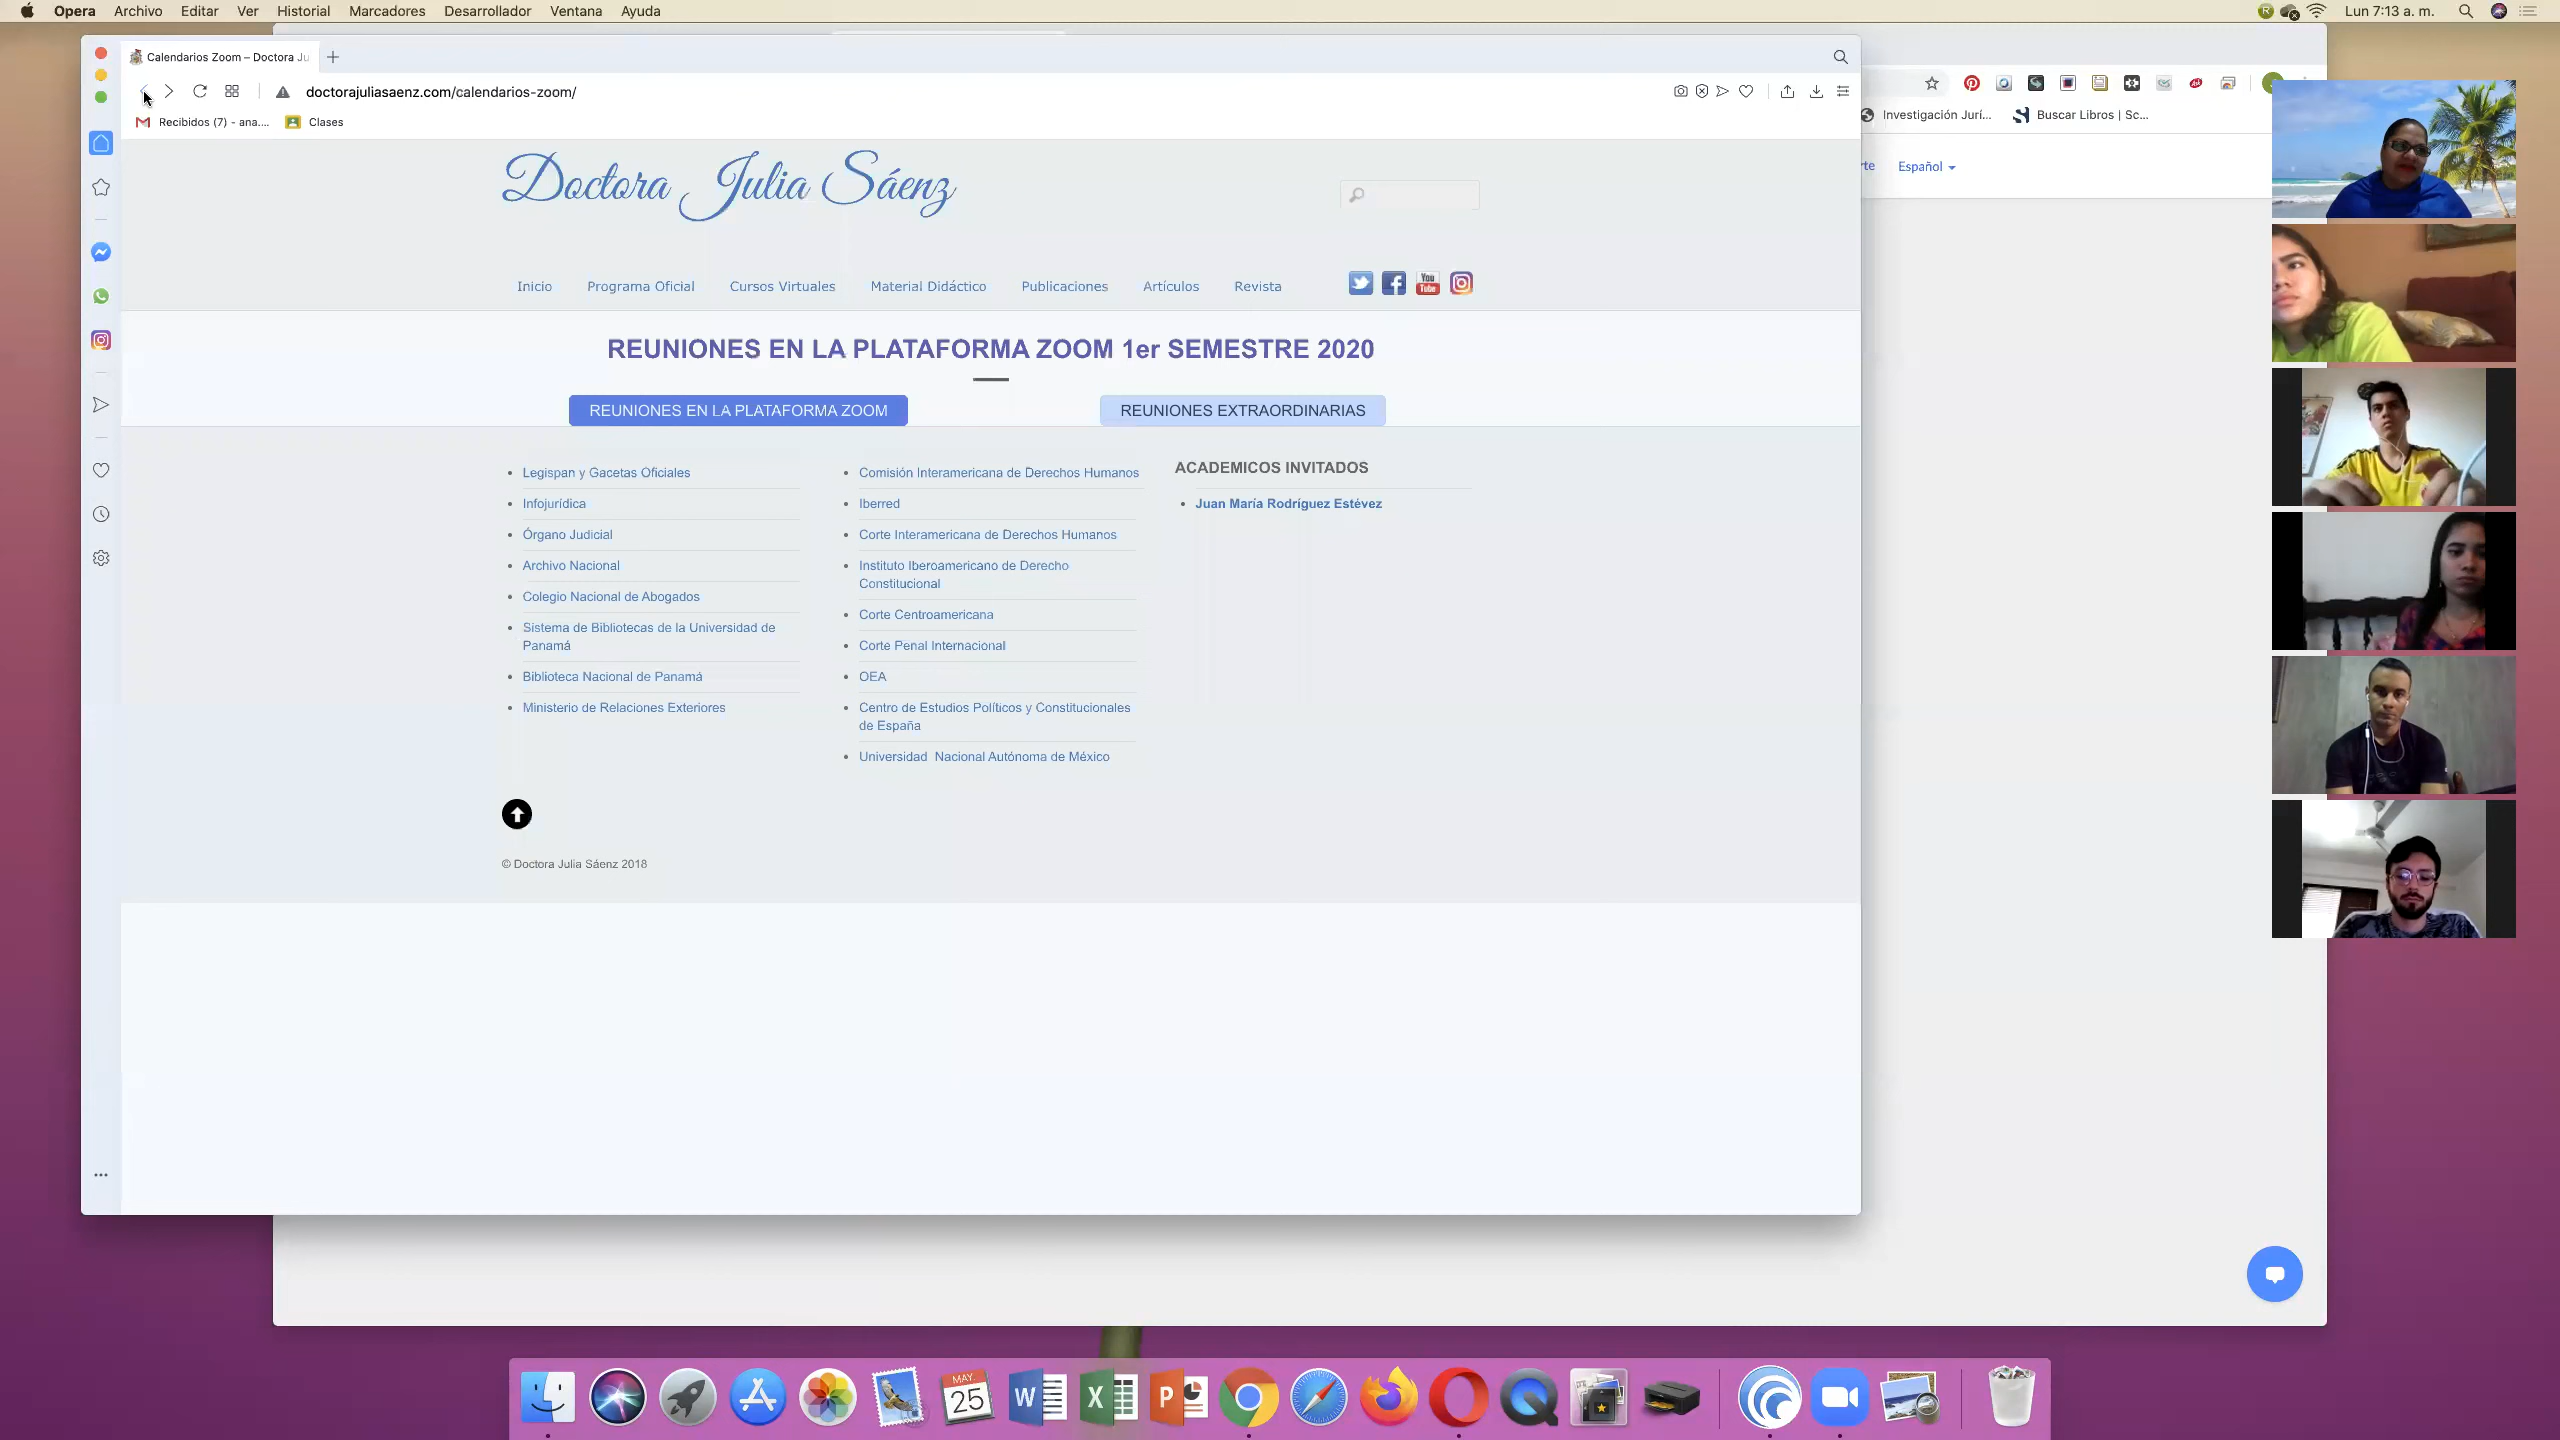 Opera Archivo Editar Ver Historial Marcadores Desarrollador Ventana Ayuda
Lun 7:13 a. m.
Calendarios Zoom – Doctora Ju
doctorajuliasaenz.com/calendarios-zoom/
Recibidos (7) - ana.... Clases
Investigación Jurí... Buscar Libros | Sc...
rte Español
Doctora Julia Sáenz
Inicio Programa Oficial Cursos Virtuales Material Didáctico Publicaciones Artículos Revista
You
Tube
REUNIONES EN LA PLATAFORMA ZOOM 1er SEMESTRE 2020
REUNIONES EN LA PLATAFORMA ZOOM
REUNIONES EXTRAORDINARIAS
Legispan y Gacetas Oficiales
Infojurídica
Órgano Judicial
Archivo Nacional
Colegio Nacional de Abogados
Sistema de Bibliotecas de la Universidad de
Panamá
Biblioteca Nacional de Panamá
Ministerio de Relaciones Exteriores
Comisión Interamericana de Derechos Humanos
Iberred
Corte Interamericana de Derechos Humanos
Instituto Iberoamericano de Derecho
Constitucional
Corte Centroamericana
Corte Penal Internacional
OEA
Centro de Estudios Políticos y Constitucionales
de España
Universidad Nacional Autónoma de México
ACADEMICOS INVITADOS
Juan María Rodríguez Estévez
© Doctora Julia Sáenz 2018
MAY.
25
W
X
P